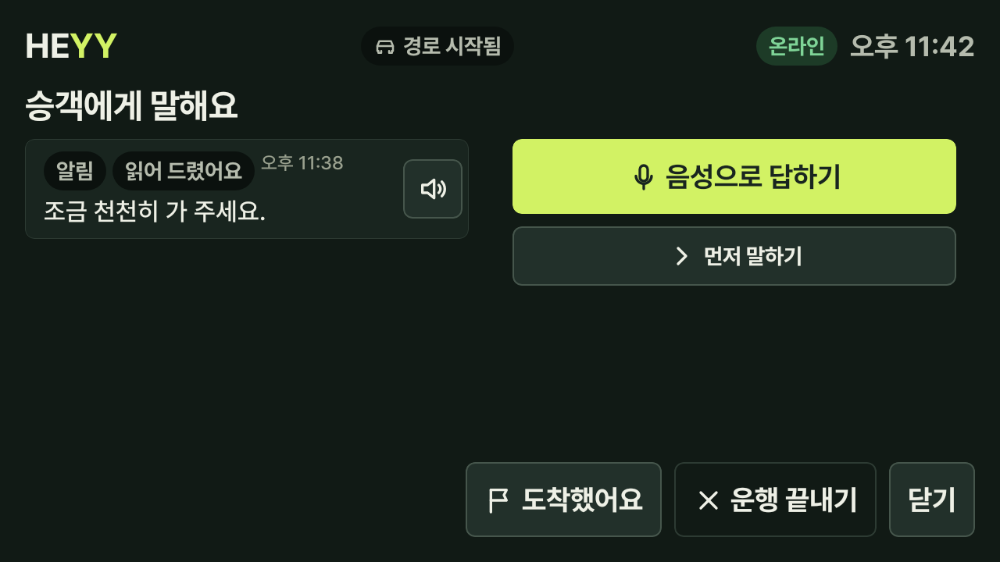 HEYY
경로 시작됨
온라인 오후 11:42
승객에게 말해요
알림 읽어 드렸어요 오후 11:38
조금 천천히 가 주세요.
음성으로 답하기
먼저 말하기
도착했어요
운행 끝내기
닫기